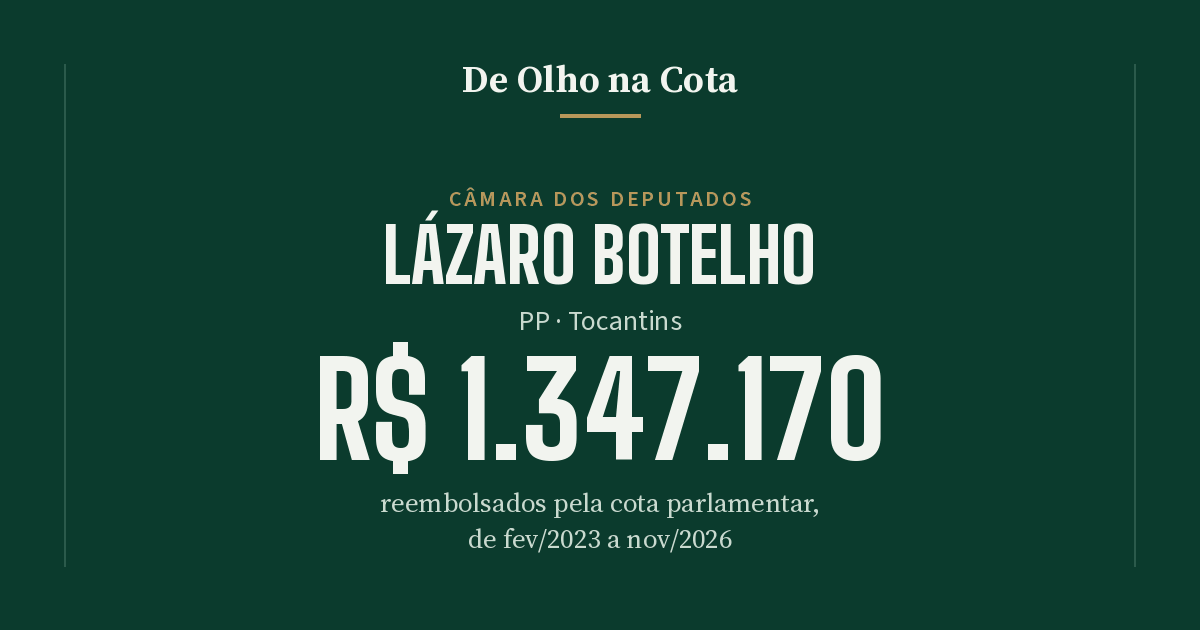 De Olho na Cota
CÂMARA DOS DEPUTADOS
LÁZARO BOTELHO
PP · Tocantins
R$ 1.347.170
reembolsados pela cota parlamentar,
de fev/2023 a nov/2026